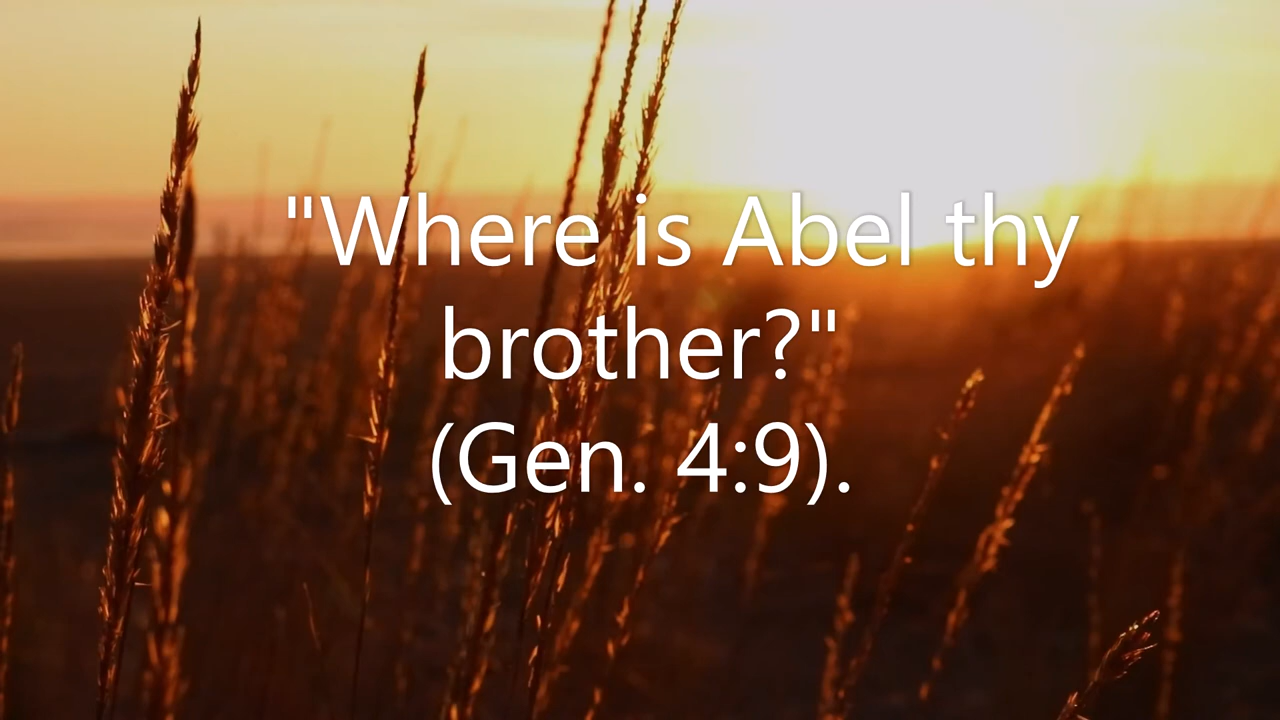 "Where is Abel thy
brother?"
(Gen. 4:9).